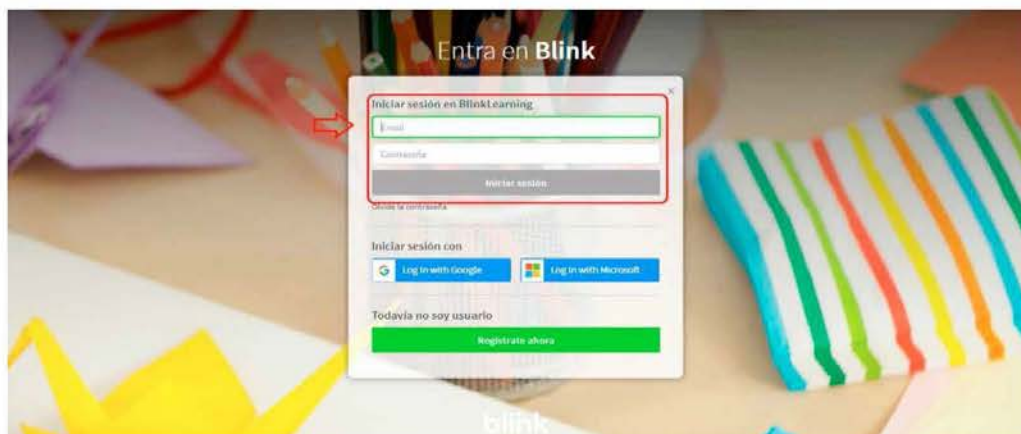 Entra en Blink
×
Iniciar sesión en BlinkLearning
Email
Contraseña
Iniciar sesión
Olvidé la contraseña
Iniciar sesión con
G Log in with Google
Log in with Microsoft
Todavía no soy usuario
Regístrate ahora
blink